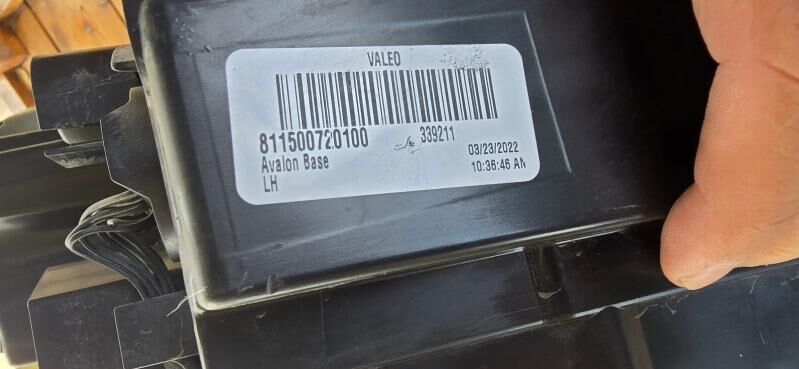 VALEO
811500720100 339211
Avalon Base 03/23/2022
LH 10:36:46 AM